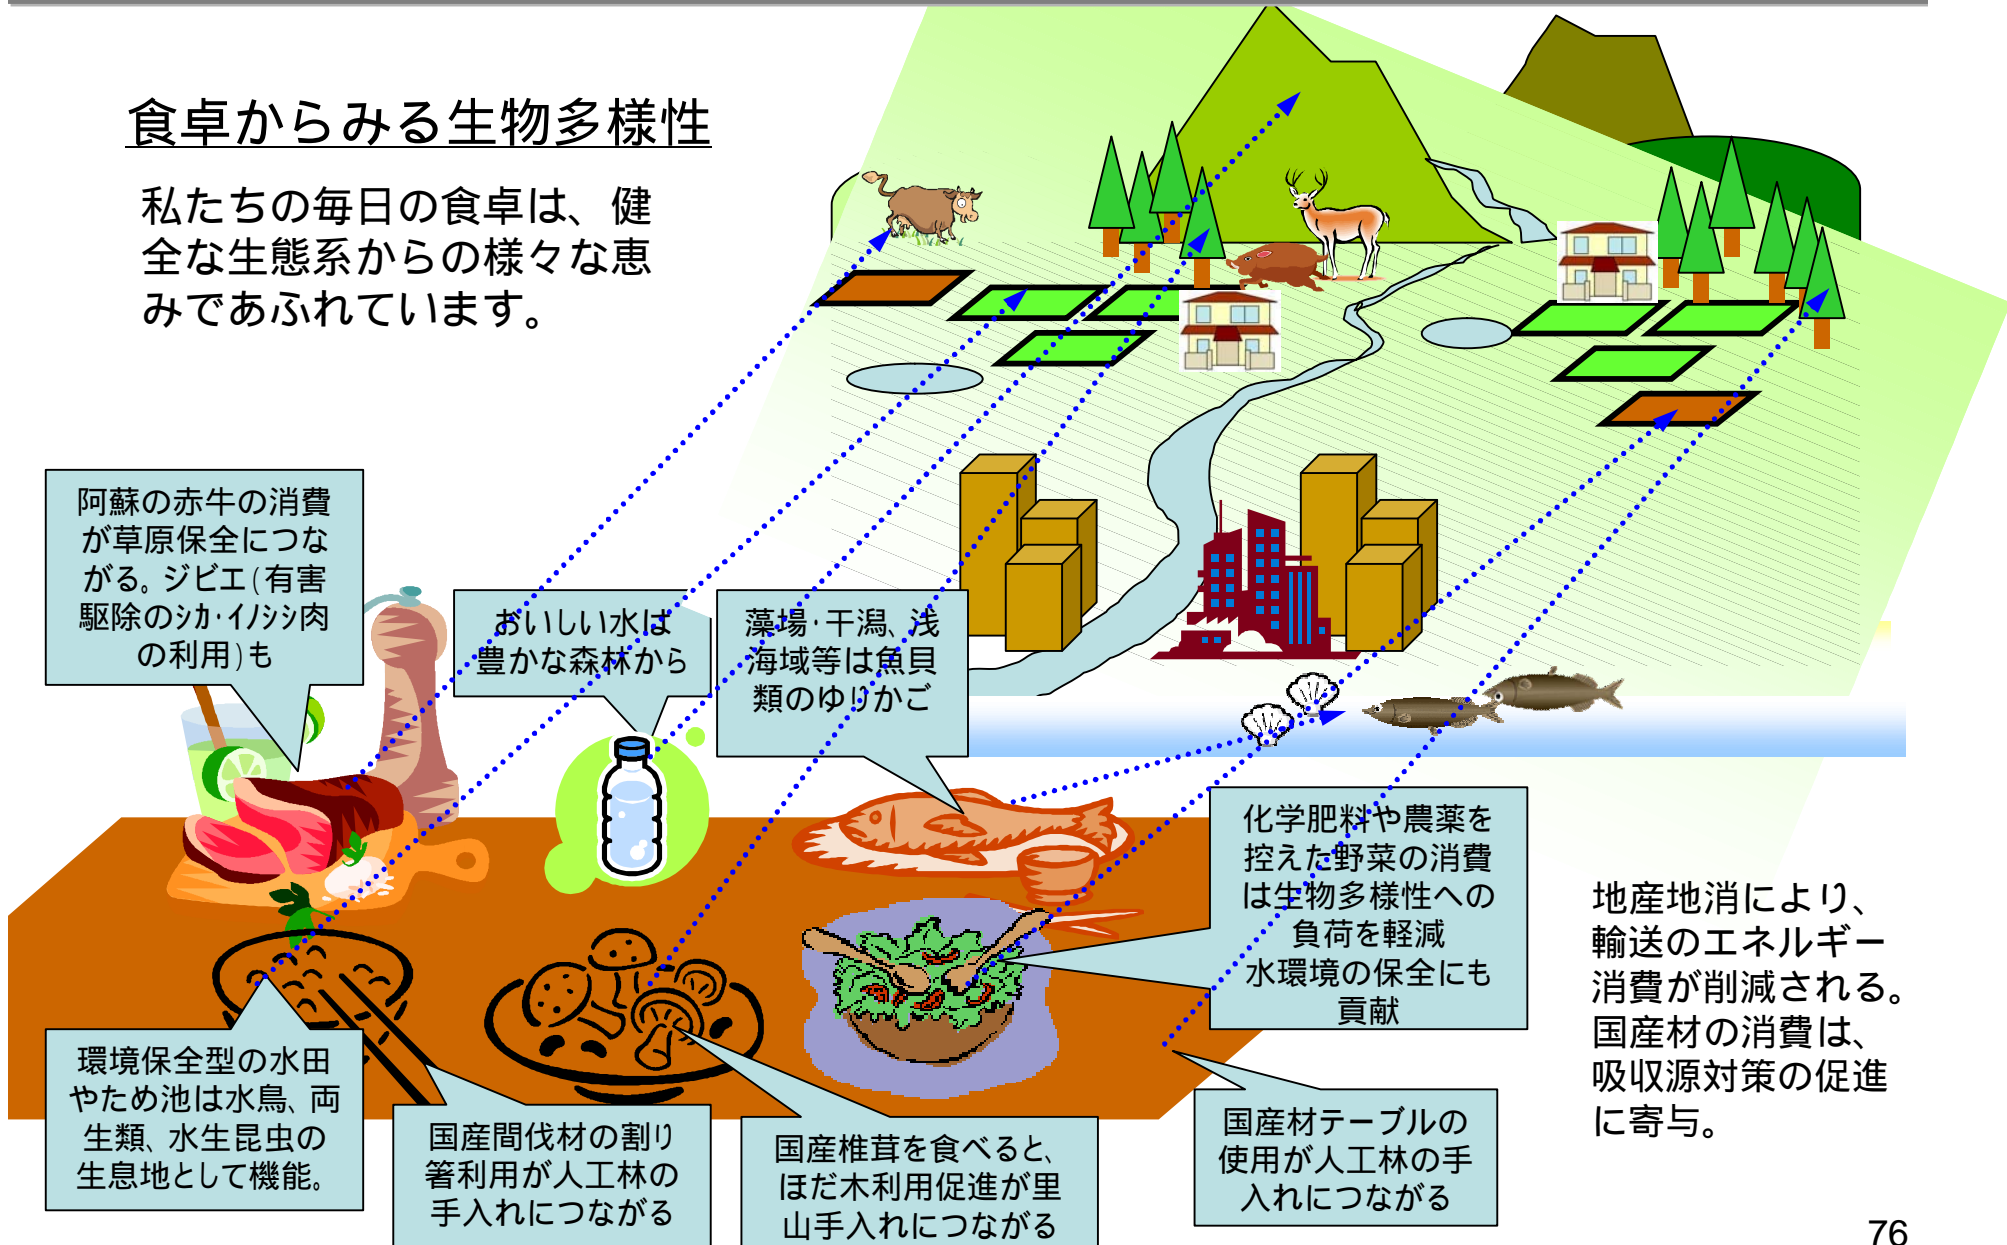 食卓からみる生物多様性
私たちの毎日の食卓は、健
全な生態系からの様々な恵
みであふれています。
阿蘇の赤牛の消費
が草原保全につな
がる。ジビエ(有害
駆除のｼｶ･ｲﾉｼｼ肉
の利用)も
おいしい水は
豊かな森林から
藻場･干潟、浅
海域等は魚貝
類のゆりかご
化学肥料や農薬を
控えた野菜の消費
は生物多様性への
負荷を軽減
水環境の保全にも
貢献
地産地消により、
輸送のエネルギー
消費が削減される。
国産材の消費は、
吸収源対策の促進
に寄与。
環境保全型の水田
やため池は水鳥、両
生類、水生昆虫の
生息地として機能。
国産間伐材の割り
箸利用が人工林の
手入れにつながる
国産椎茸を食べると、
ほだ木利用促進が里
山手入れにつながる
国産材テーブルの
使用が人工林の手
入れにつながる
76